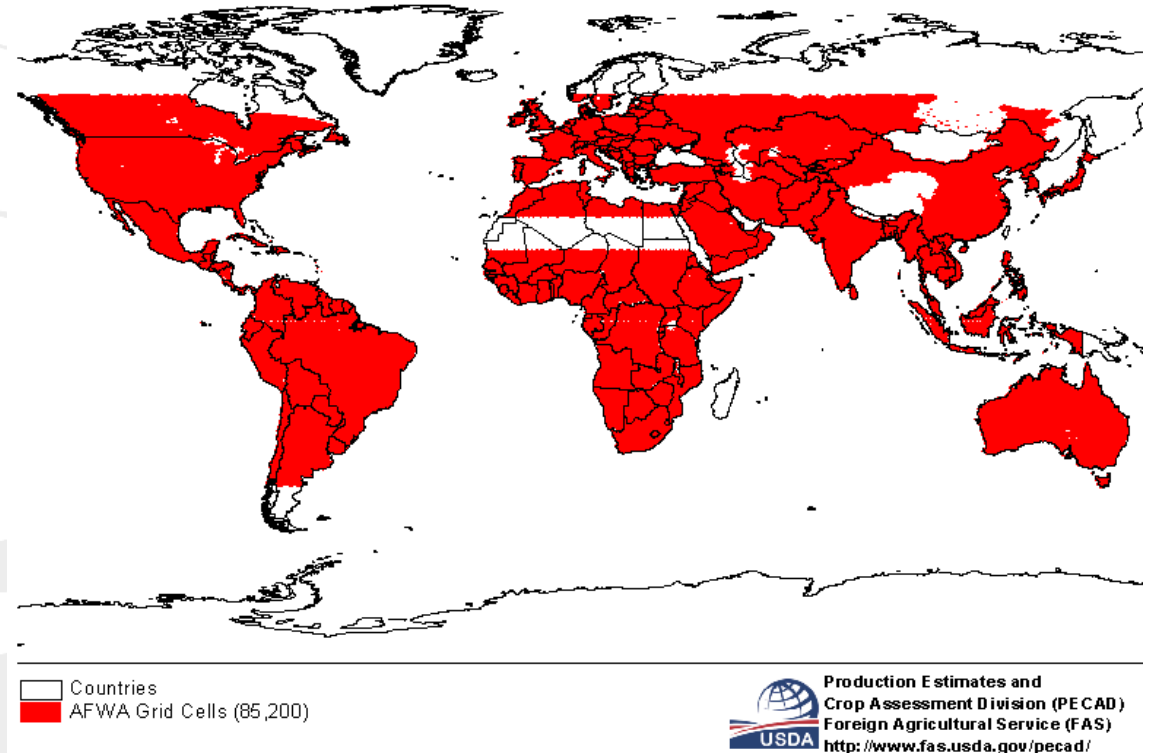 Countries
AFWA Grid Cells (85,200)
USDA
Production Estimates and
Crop Assessment Division (PECAD)
Foreign Agricultural Service (FAS)
http://www.fas.usda.gov/pecad/